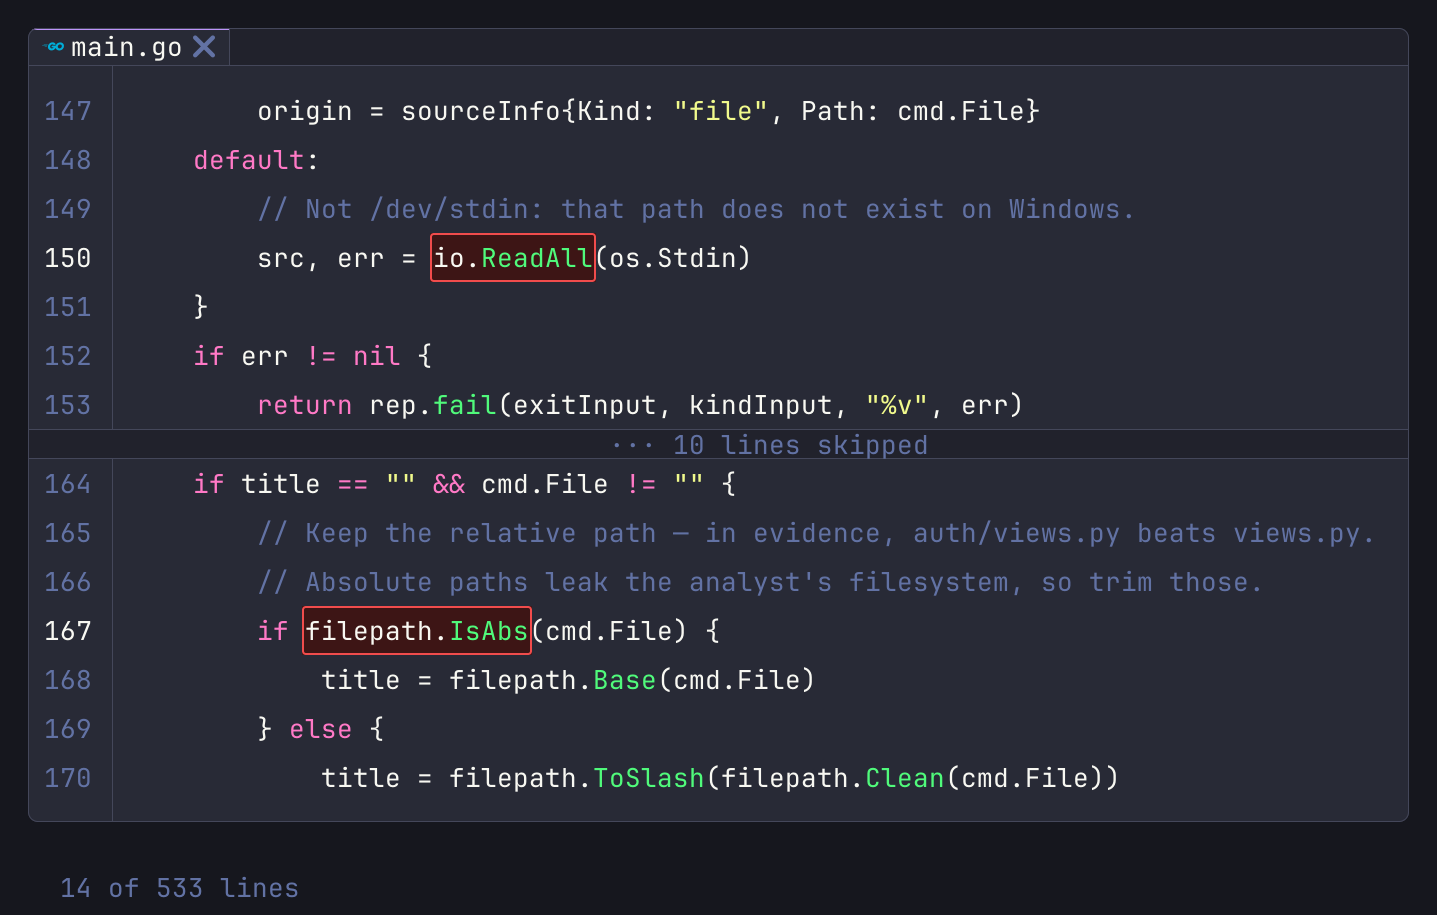 GO main.go
147 origin = sourceInfo{Kind: "file", Path: cmd.File}
148 default:
149 // Not /dev/stdin: that path does not exist on Windows.
150 src, err = io.ReadAll(os.Stdin)
151 }
152 if err != nil {
153 return rep.fail(exitInput, kindInput, "%v", err)
··· 10 lines skipped
164 if title == "" && cmd.File != "" {
165 // Keep the relative path — in evidence, auth/views.py beats views.py.
166 // Absolute paths leak the analyst's filesystem, so trim those.
167 if filepath.IsAbs(cmd.File) {
168 title = filepath.Base(cmd.File)
169 } else {
170 title = filepath.ToSlash(filepath.Clean(cmd.File))
14 of 533 lines